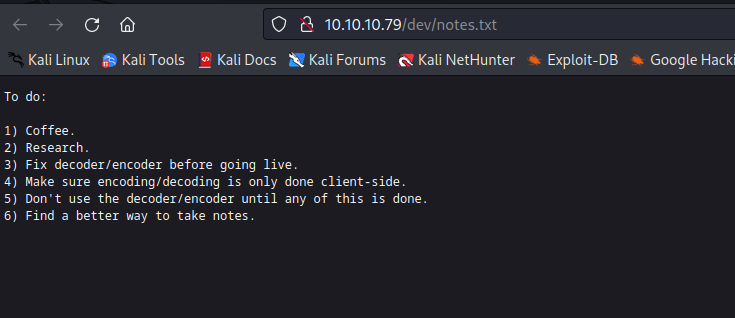 10.10.10.79/dev/notes.txt
Kali Linux Kali Tools Kali Docs Kali Forums Kali NetHunter Exploit-DB Google Hacki
To do:
1) Coffee.
2) Research.
3) Fix decoder/encoder before going live.
4) Make sure encoding/decoding is only done client-side.
5) Don't use the decoder/encoder until any of this is done.
6) Find a better way to take notes.